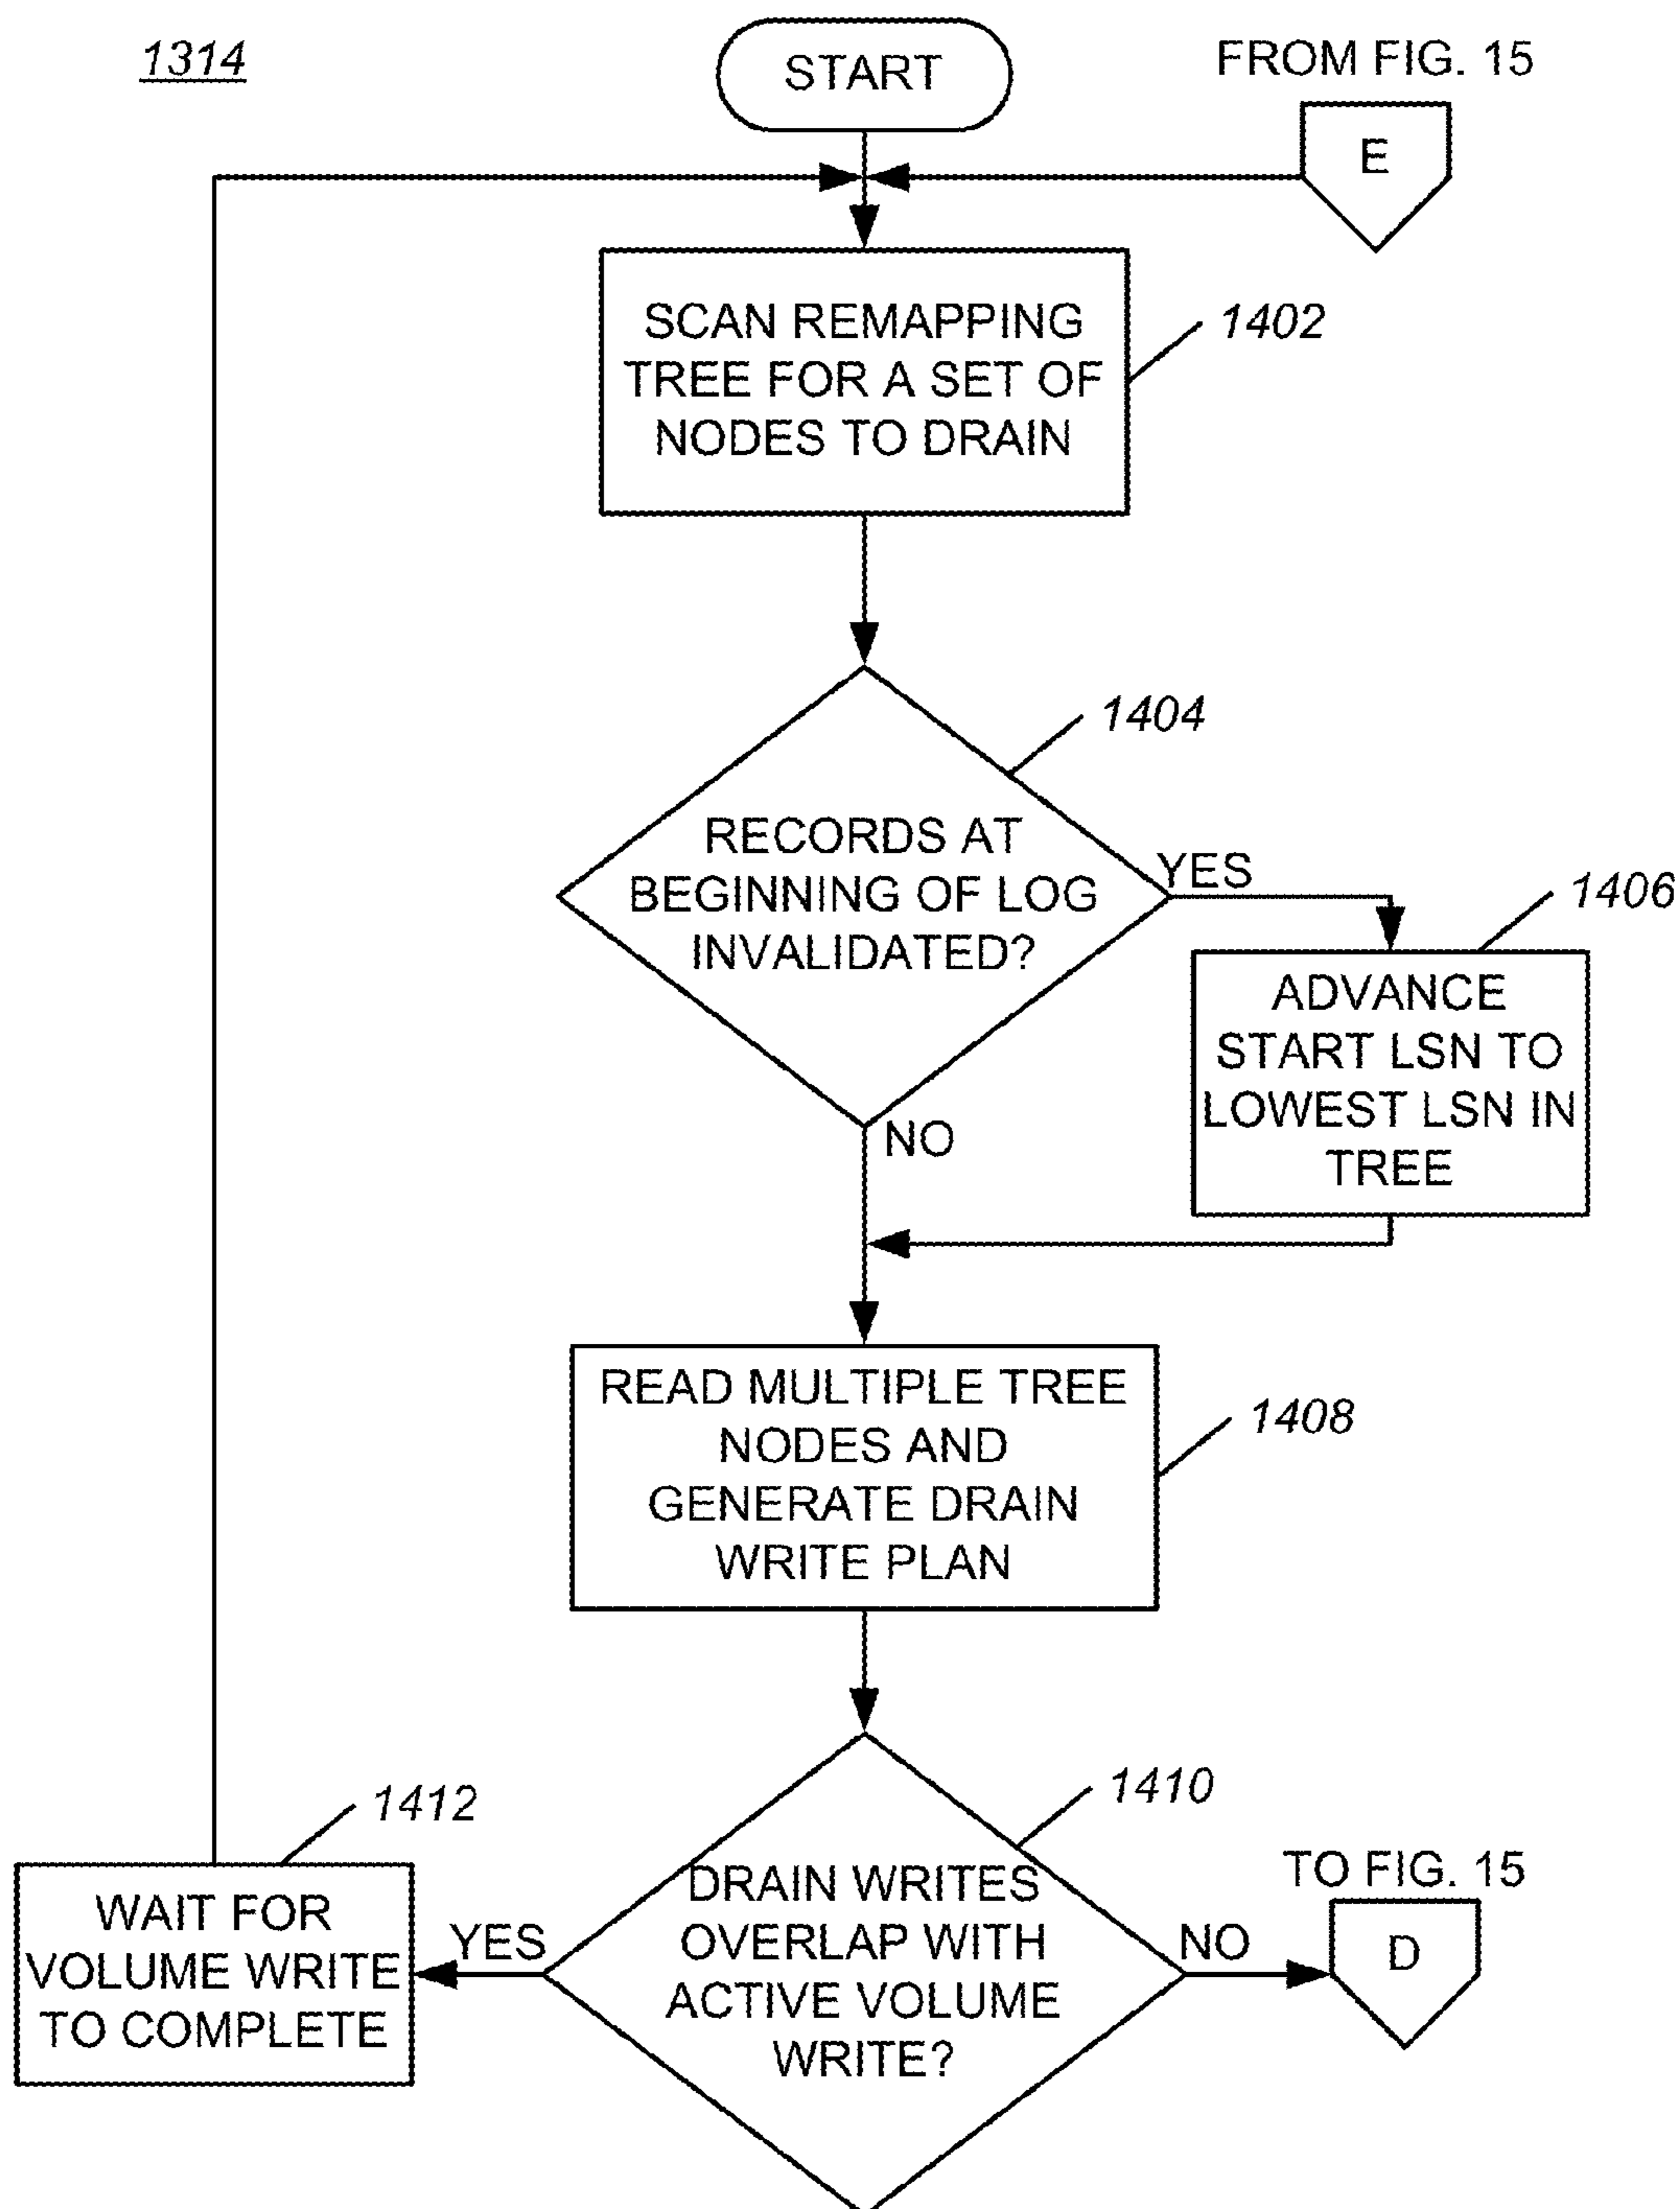 1314
START
FROM FIG. 15
E
SCAN REMAPPING
TREE FOR A SET OF
NODES TO DRAIN
1402
1404
RECORDS AT
BEGINNING OF LOG
INVALIDATED?
YES
1406
ADVANCE
START LSN TO
LOWEST LSN IN
TREE
NO
READ MULTIPLE TREE
NODES AND
GENERATE DRAIN
WRITE PLAN
1408
1410
DRAIN WRITES
OVERLAP WITH
ACTIVE VOLUME
WRITE?
1412
WAIT FOR
VOLUME WRITE
TO COMPLETE
YES
NO
TO FIG. 15
D